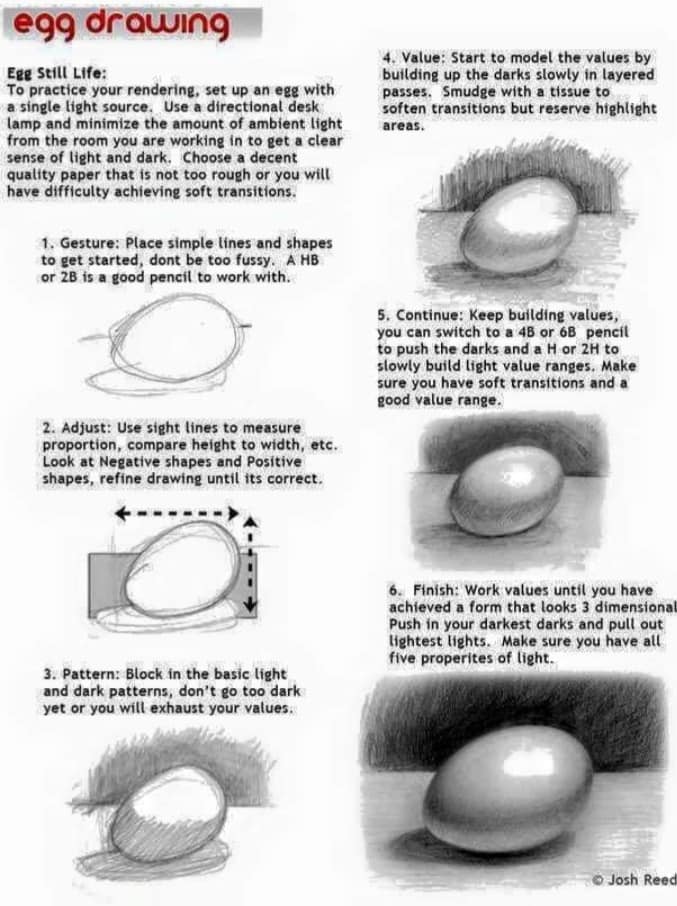 egg drawing
Egg Still Life:
To practice your rendering, set up an egg with
a single light source. Use a directional desk
lamp and minimize the amount of ambient light
from the room you are working in to get a clear
sense of light and dark. Choose a decent
quality paper that is not too rough or you will
have difficulty achieving soft transitions.
1. Gesture: Place simple lines and shapes
to get started, dont be too fussy. A HB
or 2B is a good pencil to work with.
2. Adjust: Use sight lines to measure
proportion, compare height to width, etc.
Look at Negative shapes and Positive
shapes, refine drawing until its correct.
3. Pattern: Block in the basic light
and dark patterns, don't go too dark
yet or you will exhaust your values.
4. Value: Start to model the values by
building up the darks slowly in layered
passes. Smudge with a tissue to
soften transitions but reserve highlight
areas.
5. Continue: Keep building values,
you can switch to a 4B or 6B pencil
to push the darks and a H or 2H to
slowly build light value ranges. Make
sure you have soft transitions and a
good value range.
6. Finish: Work values until you have
achieved a form that looks 3 dimensional
Push in your darkest darks and pull out
lightest lights. Make sure you have all
five properites of light.
© Josh Reed